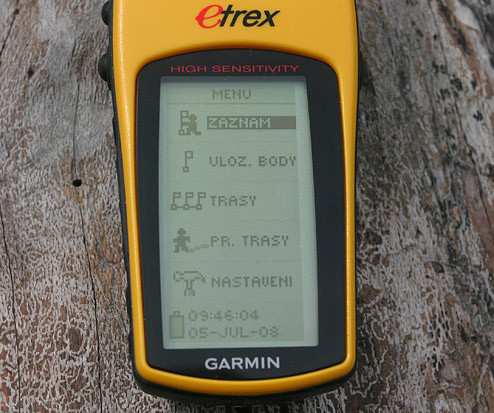 etrex
HIGH SENSITIVITY
MENU
ZAZNAM
ULOZ. BODY
TRASY
PR. TRASY
NASTAVENI
09:46:04
05-JUL-08
GARMIN